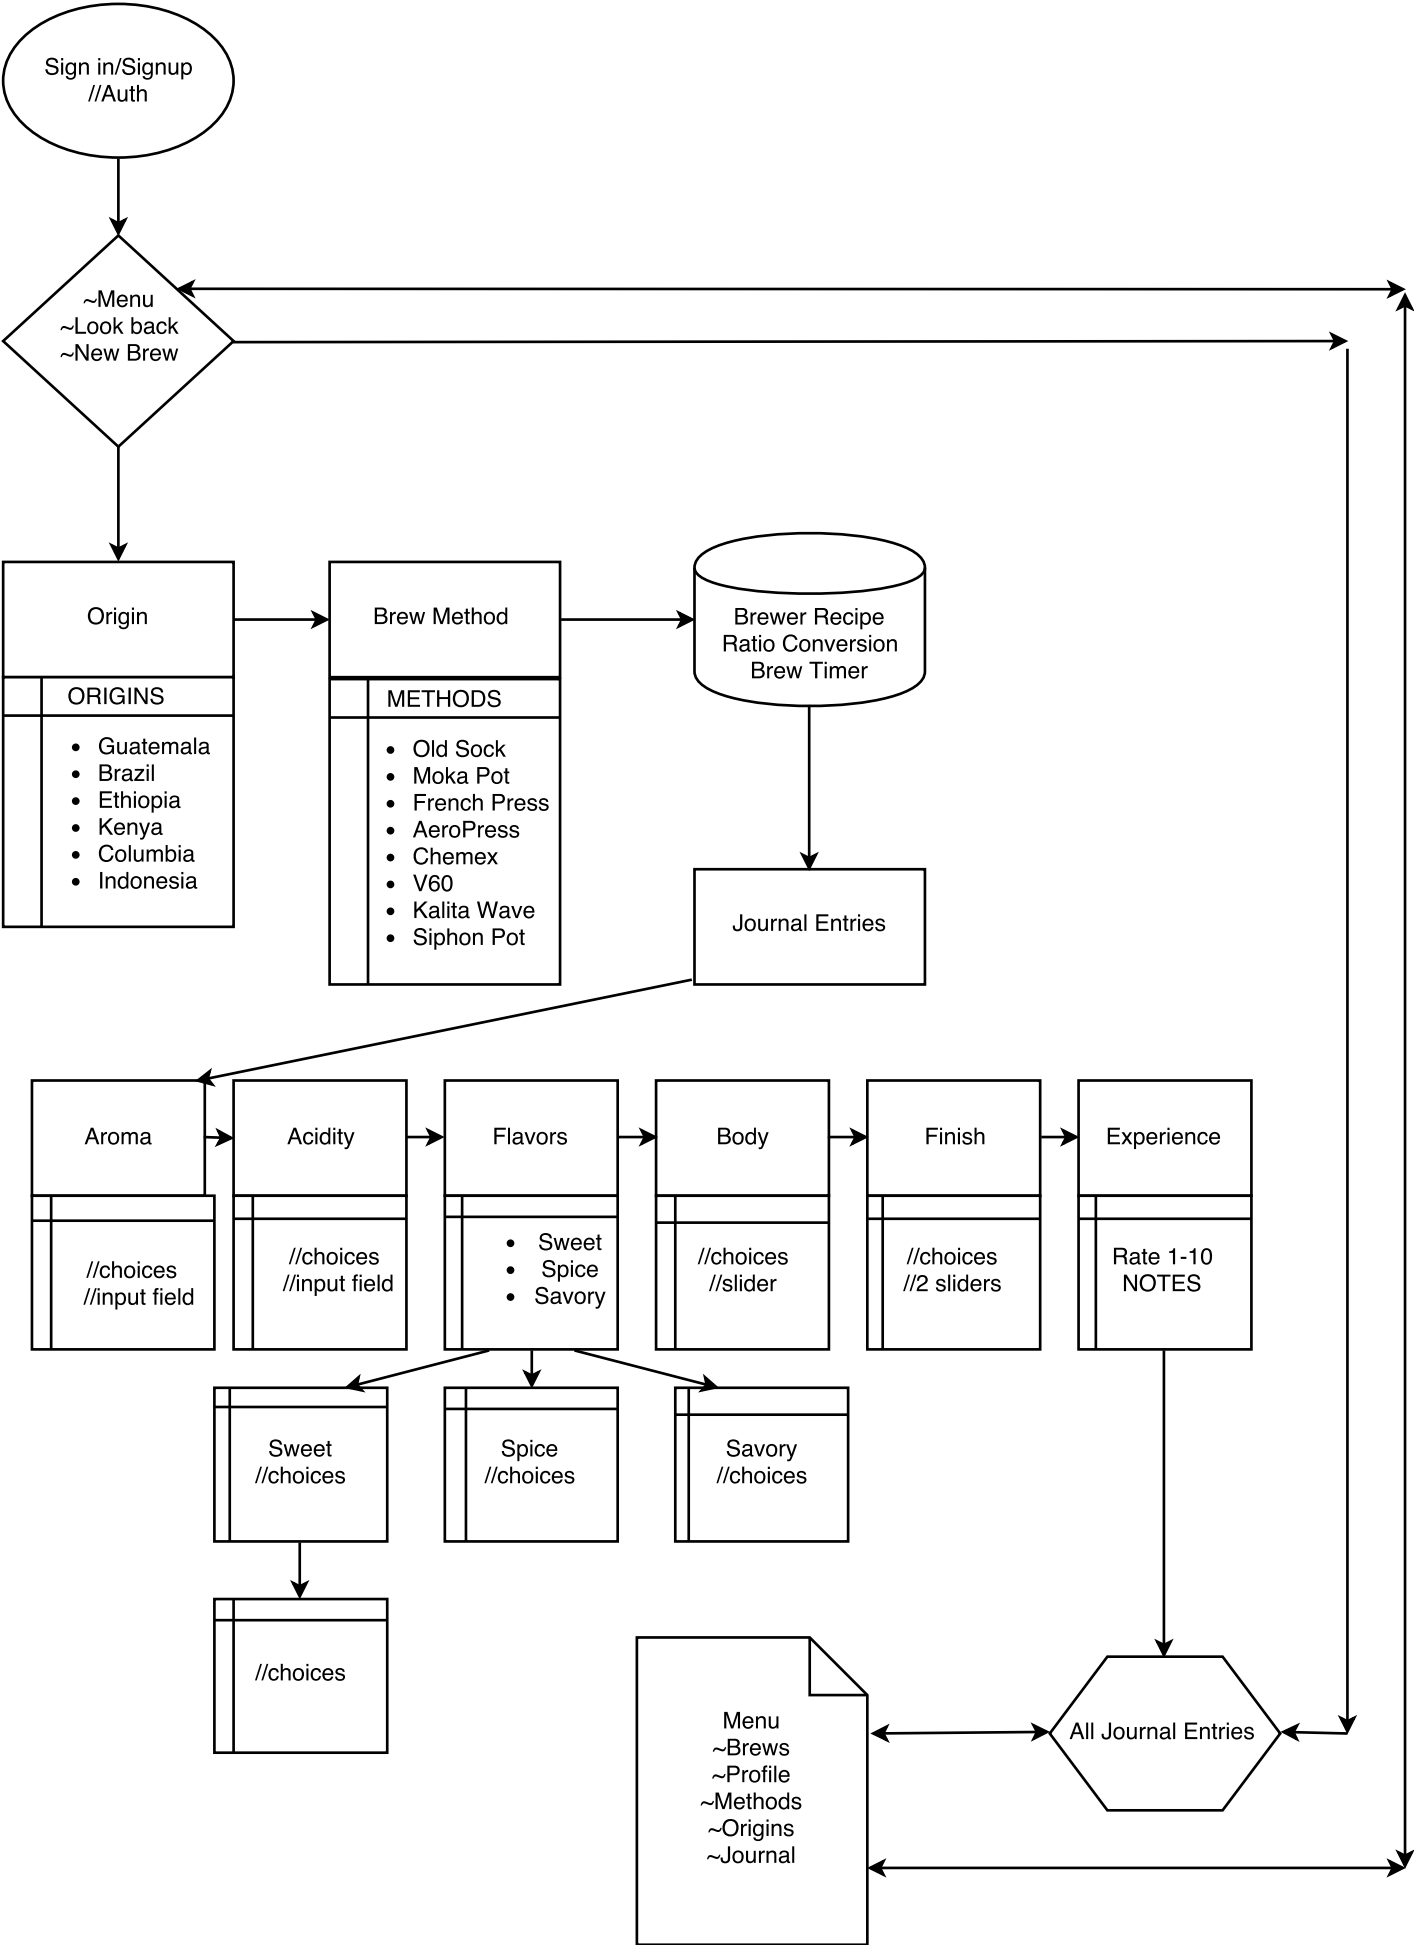 Sign in/Signup
//Auth
~Menu
~Look back
~New Brew
Origin
ORIGINS
Guatemala
Brazil
Ethiopia
Kenya
Columbia
Indonesia
Brew Method
METHODS
Old Sock
Moka Pot
French Press
AeroPress
Chemex
V60
Kalita Wave
Siphon Pot
Brewer Recipe
Ratio Conversion
Brew Timer
Journal Entries
Aroma
//choices
//input field
Acidity
//choices
//input field
Flavors
Sweet
Spice
Savory
Body
//choices
//slider
Finish
//choices
//2 sliders
Experience
Rate 1-10
NOTES
Sweet
//choices
Spice
//choices
Savory
//choices
//choices
Menu
~Brews
~Profile
~Methods
~Origins
~Journal
All Journal Entries